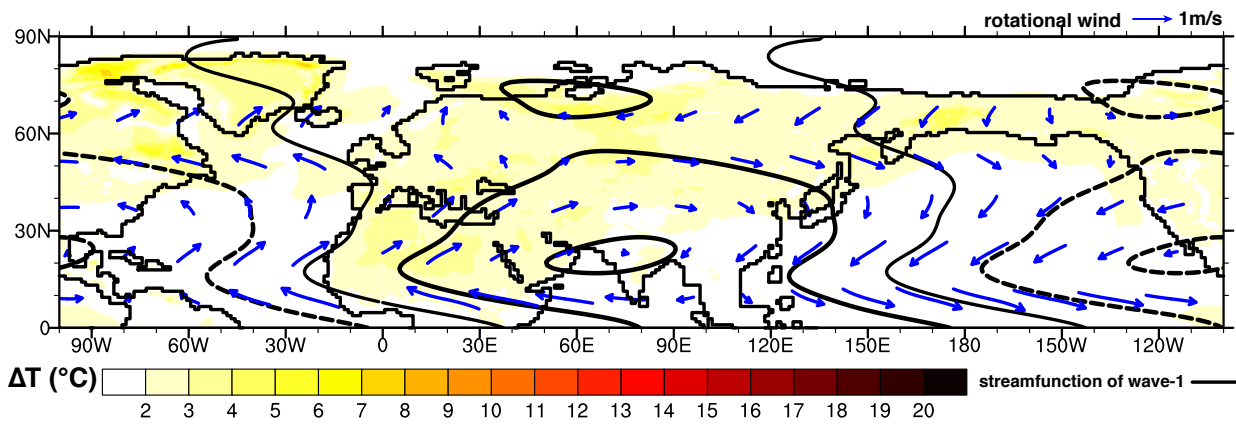 rotational wind 1m/s
90N
60N
30N
0
90W 60W 30W 0 30E 60E 90E 120E 150E 180 150W 120W
ΔT (°C)
2 3 4 5 6 7 8 9 10 11 12 13 14 15 16 17 18 19 20
streamfunction of wave-1